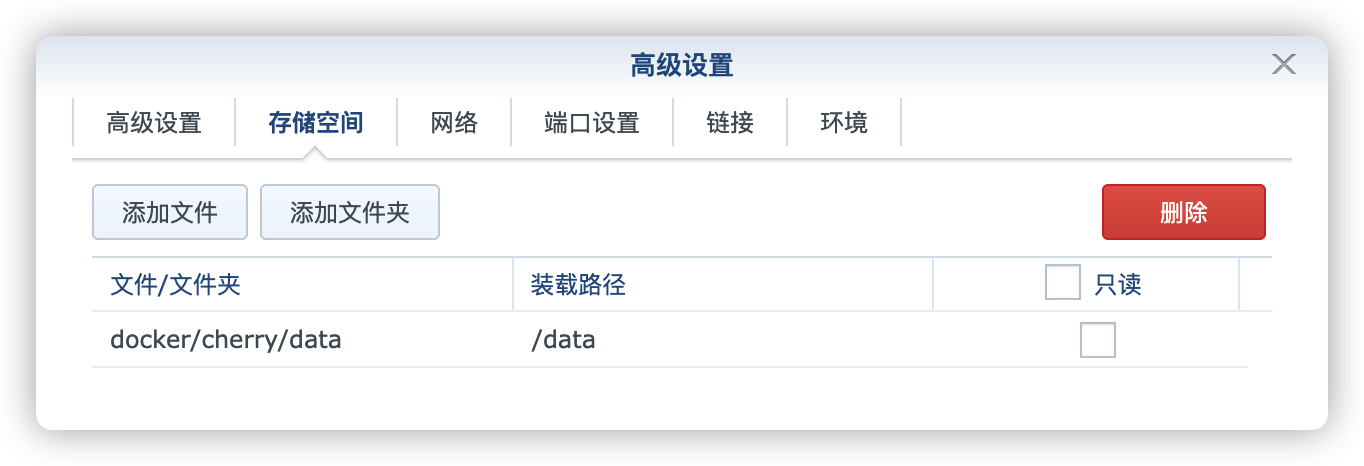 高级设置
高级设置 存储空间 网络 端口设置 链接 环境
添加文件 添加文件夹 删除
文件/文件夹 装载路径 只读
docker/cherry/data /data